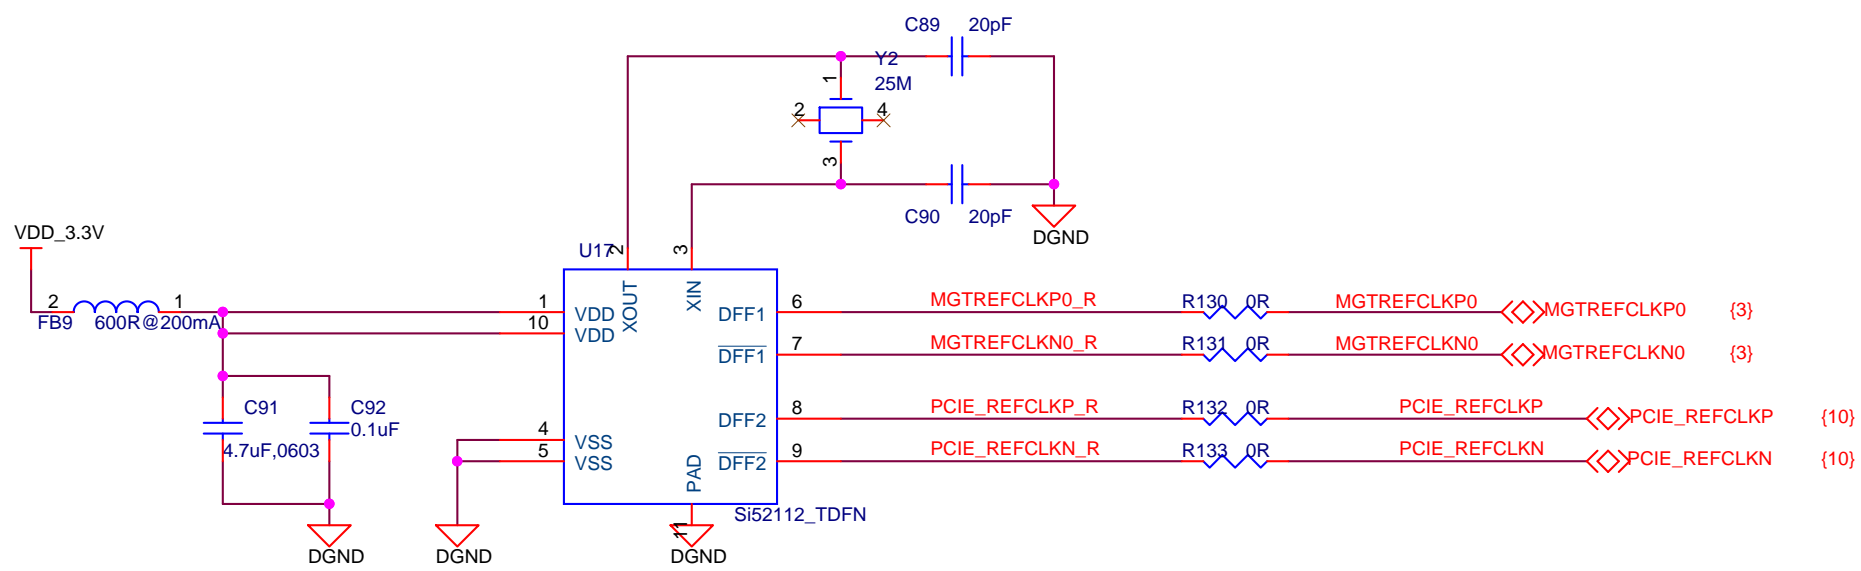 C89 20pF
Y2
25M
1
2 4
3
C90 20pF
DGND
VDD_3.3V
2 1
FB9 600R@200mA
U17
2 3
XOUT XIN
1 VDD
10 VDD
4 VSS
5 VSS
PAD
11
DFF1 6 MGTREFCLKP0_R R130 0R MGTREFCLKP0 MGTREFCLKP0 {3}
DFF1 7 MGTREFCLKN0_R R131 0R MGTREFCLKN0 MGTREFCLKN0 {3}
DFF2 8 PCIE_REFCLKP_R R132 0R PCIE_REFCLKP PCIE_REFCLKP {10}
DFF2 9 PCIE_REFCLKN_R R133 0R PCIE_REFCLKN PCIE_REFCLKN {10}
Si52112_TDFN
C91 C92
4.7uF,0603 0.1uF
DGND DGND DGND